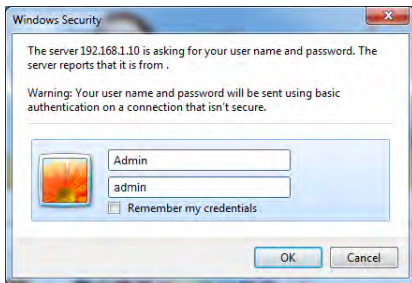 Windows Security
The server 192.168.1.10 is asking for your user name and password. The
server reports that it is from .
Warning: Your user name and password will be sent using basic
authentication on a connection that isn't secure.
Admin
admin
Remember my credentials
OK Cancel